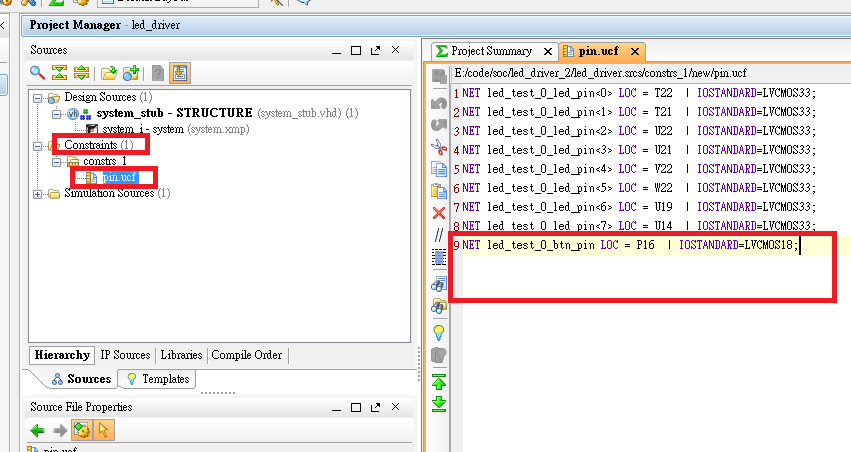 Project Manager - led_driver
Sources
Design Sources (1)
system_stub - STRUCTURE (system_stub.vhd) (1)
system_i - system (system.xmp)
Constraints (1)
constrs_1
pin.ucf
Simulation Sources (1)
Hierarchy IP Sources Libraries Compile Order
Sources Templates
Source File Properties
pin.ucf
Project Summary pin.ucf
E:/code/soc/led_driver_2/led_driver.srcs/constrs_1/new/pin.ucf
1 NET led_test_0_led_pin<0> LOC = T22 | IOSTANDARD=LVCMOS33;
2 NET led_test_0_led_pin<1> LOC = T21 | IOSTANDARD=LVCMOS33;
3 NET led_test_0_led_pin<2> LOC = U22 | IOSTANDARD=LVCMOS33;
4 NET led_test_0_led_pin<3> LOC = U21 | IOSTANDARD=LVCMOS33;
5 NET led_test_0_led_pin<4> LOC = V22 | IOSTANDARD=LVCMOS33;
6 NET led_test_0_led_pin<5> LOC = W22 | IOSTANDARD=LVCMOS33;
7 NET led_test_0_led_pin<6> LOC = U19 | IOSTANDARD=LVCMOS33;
8 NET led_test_0_led_pin<7> LOC = U14 | IOSTANDARD=LVCMOS33;
9 NET led_test_0_btn_pin LOC = P16 | IOSTANDARD=LVCMOS18;